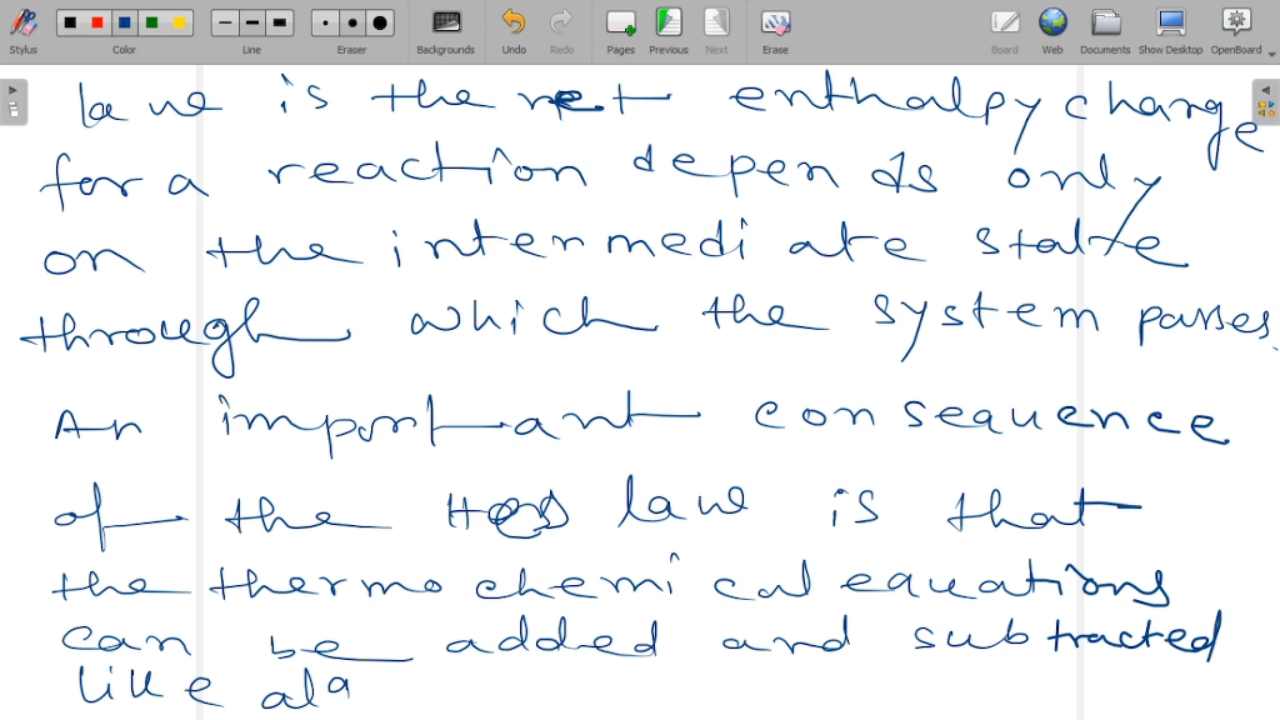 Stylus Color Line Eraser Backgrounds Undo Redo Pages Previous Next Erase Board Web Documents Show Desktop OpenBoard
law is the net enthalpy change
for a reaction depends only
on the intermediate state
through which the system passes.
An important consequence
of the Hess law is that
the thermochemical equations
can be added and subtracted
like alg